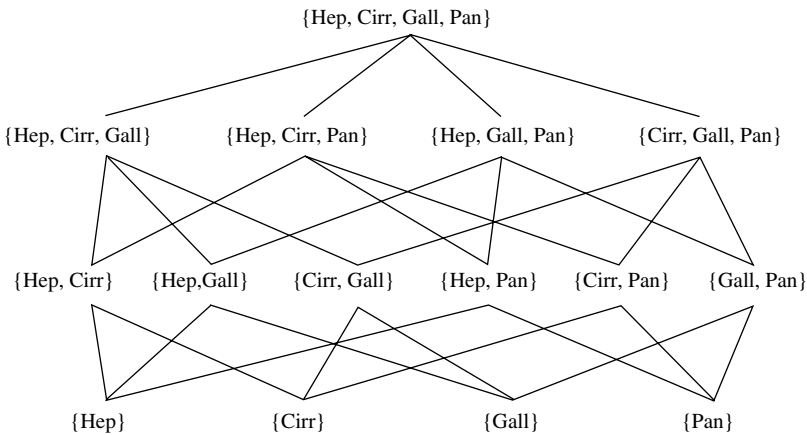 {Hep, Cirr, Gall, Pan}
{Hep, Cirr, Gall} {Hep, Cirr, Pan} {Hep, Gall, Pan} {Cirr, Gall, Pan}
{Hep, Cirr} {Hep,Gall} {Cirr, Gall} {Hep, Pan} {Cirr, Pan} {Gall, Pan}
{Hep} {Cirr} {Gall} {Pan}